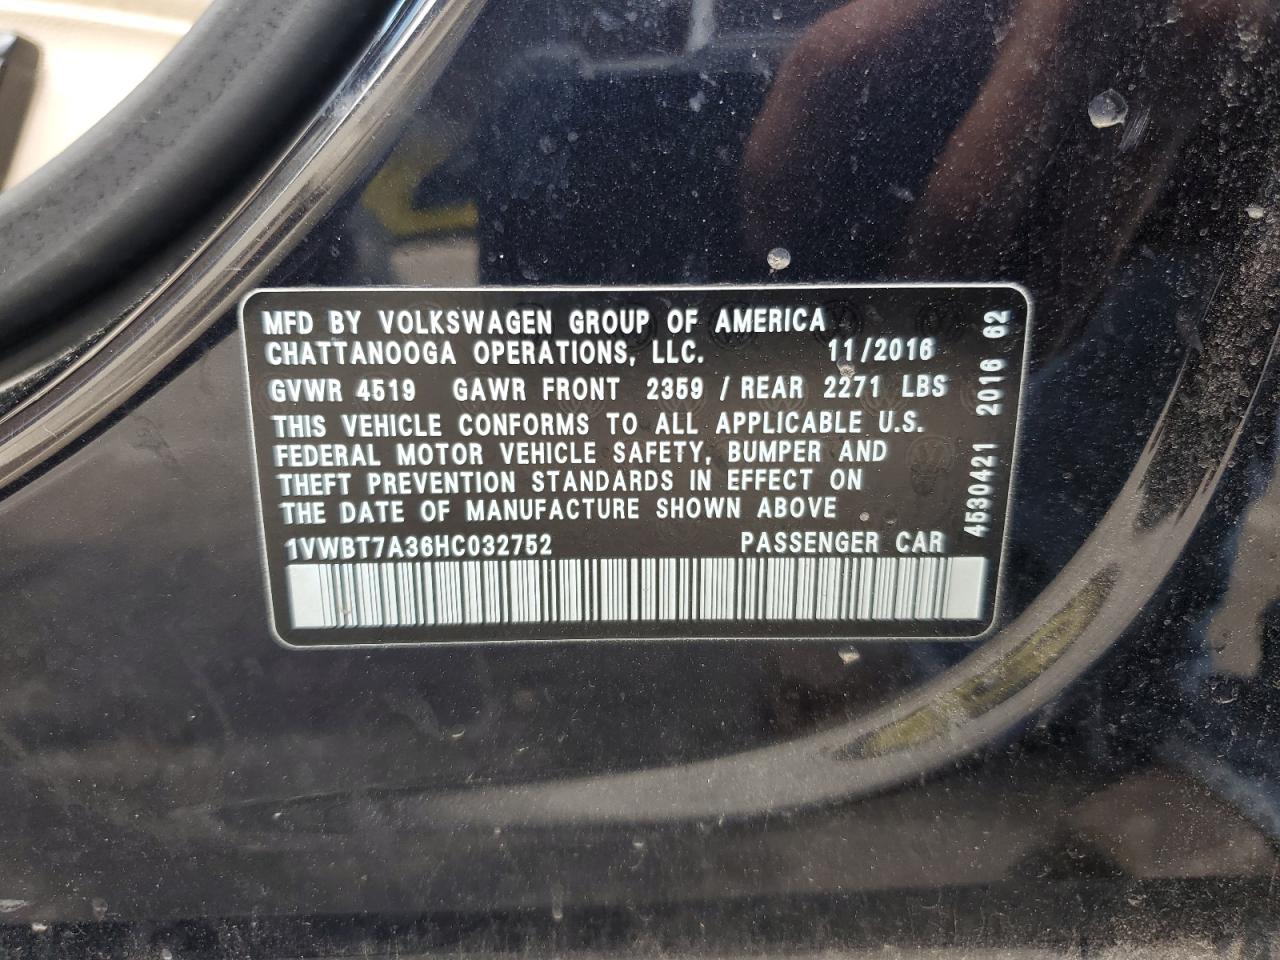 MFD BY VOLKSWAGEN GROUP OF AMERICA
CHATTANOOGA OPERATIONS, LLC. 11/2016
GVWR 4519 GAWR FRONT 2359 / REAR 2271 LBS
THIS VEHICLE CONFORMS TO ALL APPLICABLE U.S.
FEDERAL MOTOR VEHICLE SAFETY, BUMPER AND
THEFT PREVENTION STANDARDS IN EFFECT ON
THE DATE OF MANUFACTURE SHOWN ABOVE
1VWBT7A36HC032752 PASSENGER CAR
4530421 2016 62